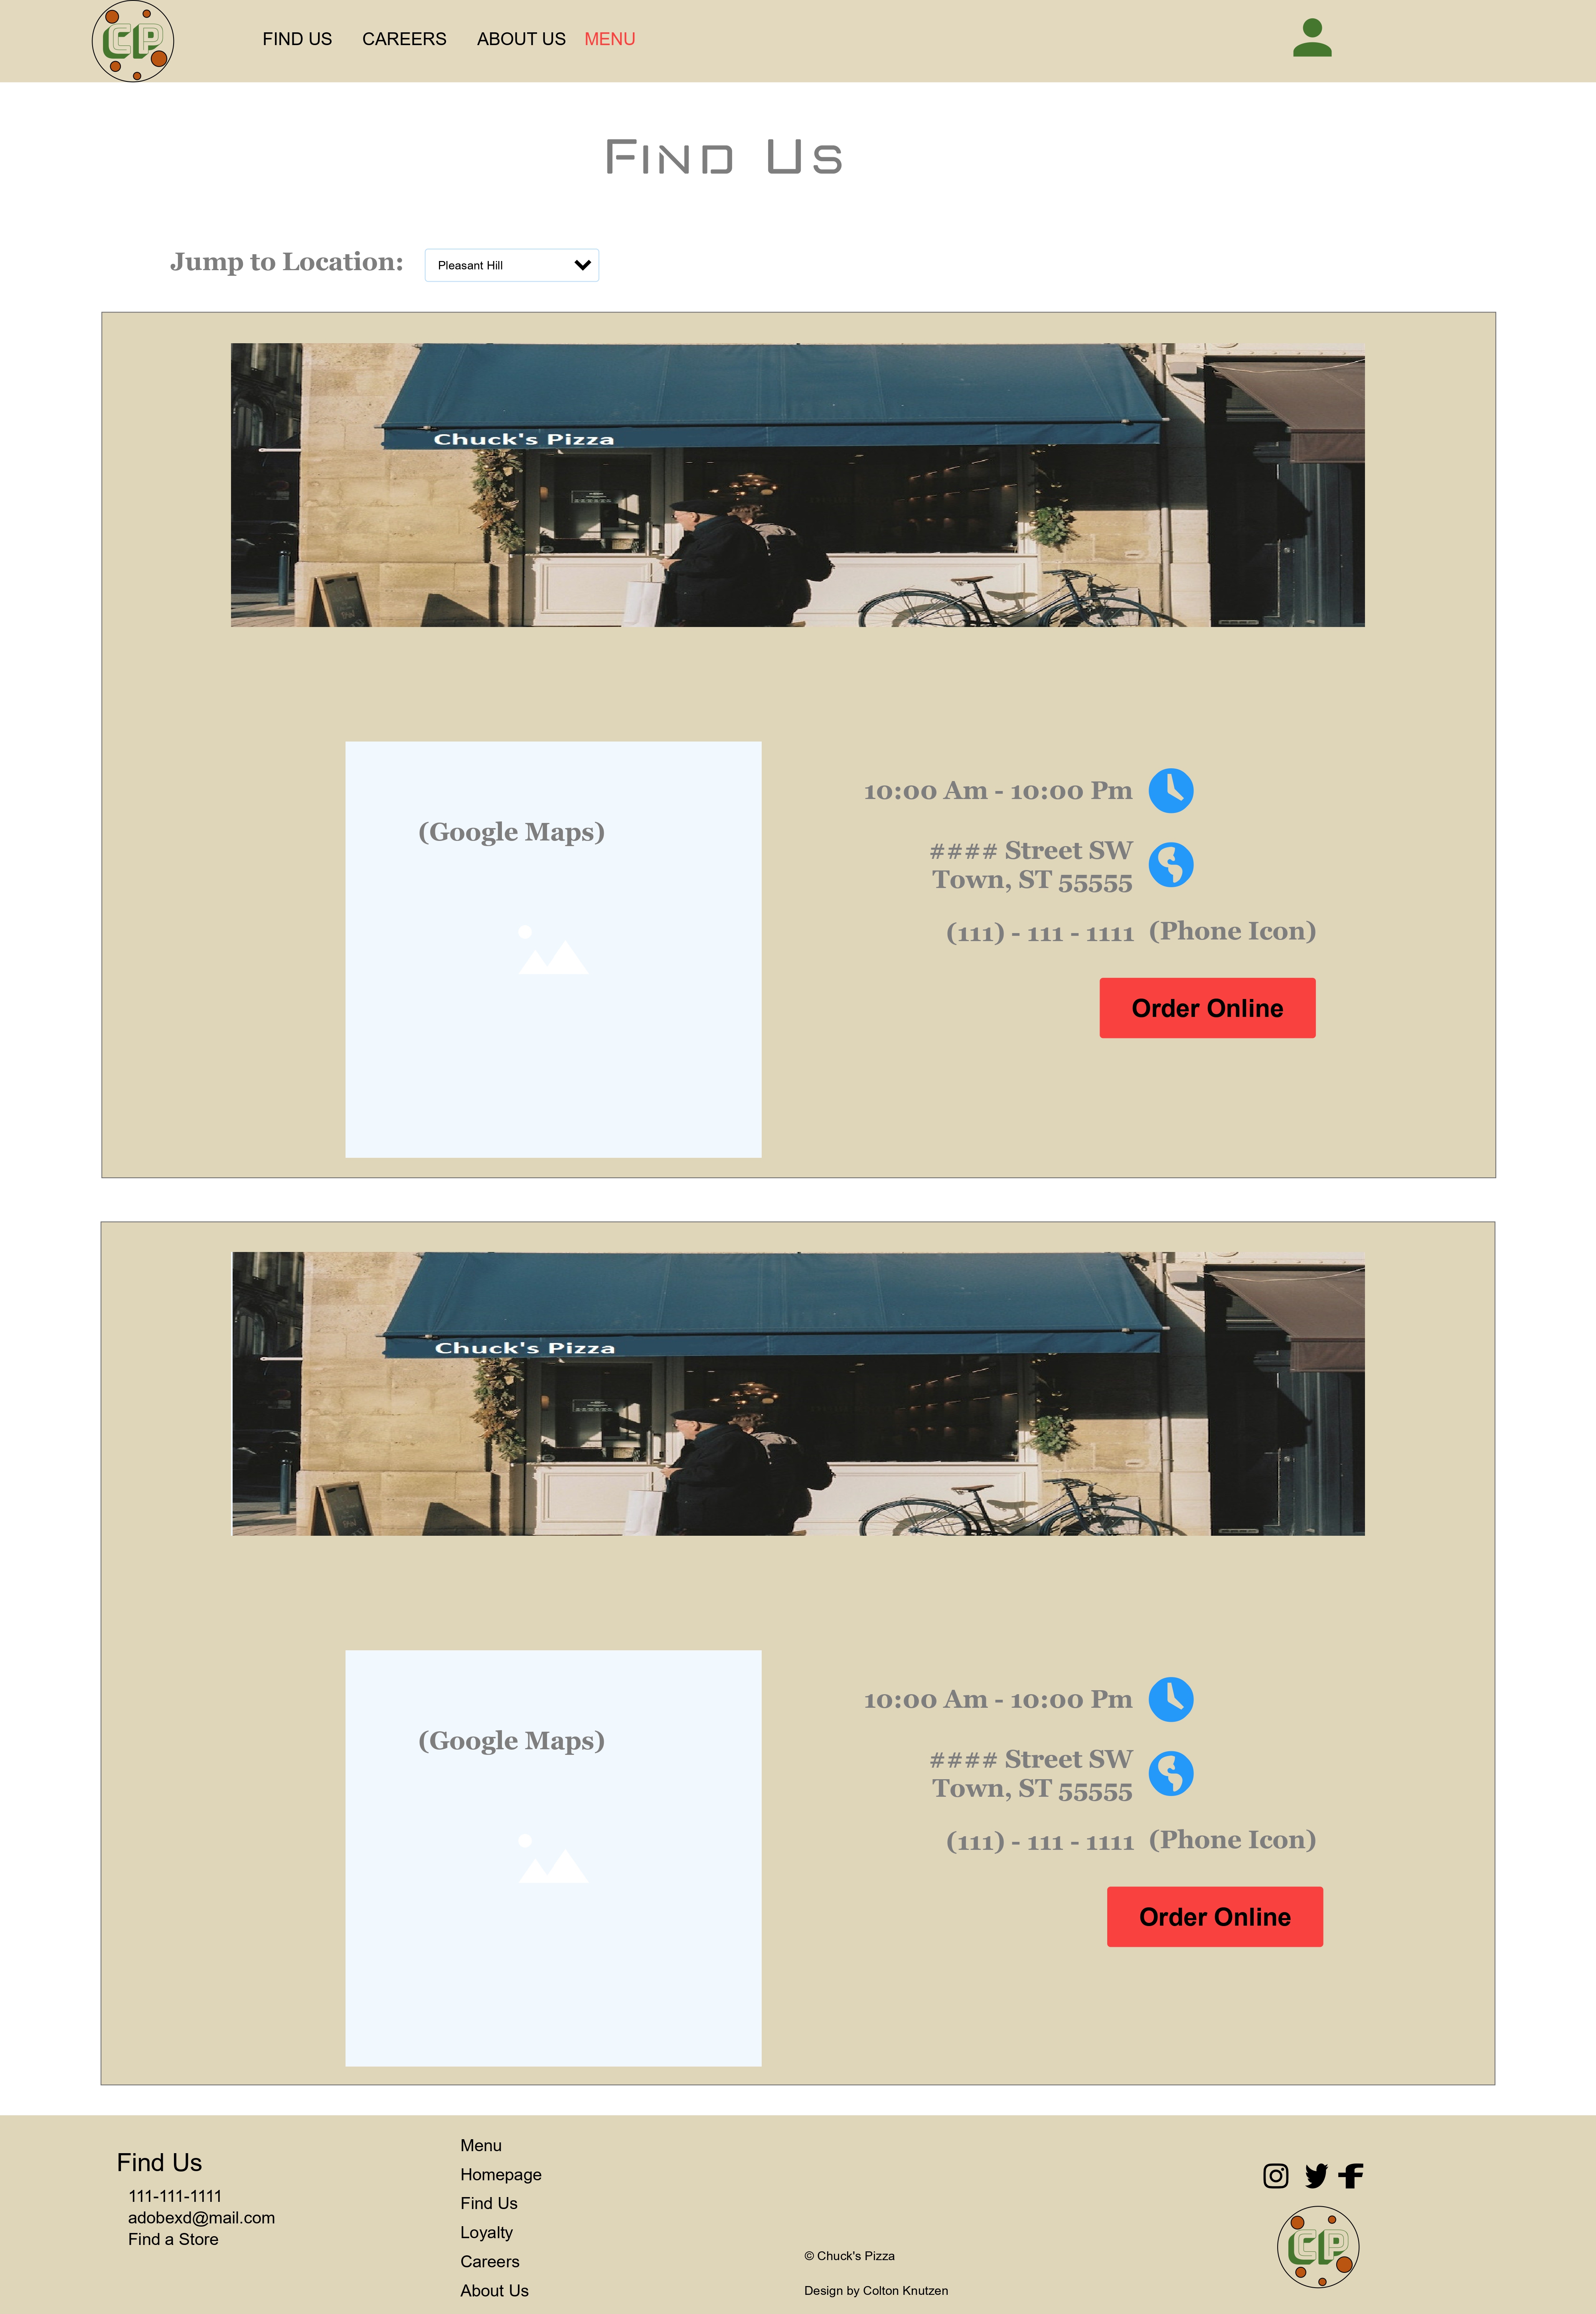 CP
FIND US
CAREERS
ABOUT US
MENU
Find Us
Jump to Location:
Pleasant Hill
Chuck's Pizza
(Google Maps)
10:00 Am - 10:00 Pm
#### Street SW
Town, ST 55555
(111) - 111 - 1111
(Phone Icon)
Order Online
Chuck's Pizza
(Google Maps)
10:00 Am - 10:00 Pm
#### Street SW
Town, ST 55555
(111) - 111 - 1111
(Phone Icon)
Order Online
Find Us
111-111-1111
adobexd@mail.com
Find a Store
Menu
Homepage
Find Us
Loyalty
Careers
About Us
© Chuck's Pizza
Design by Colton Knutzen
CP